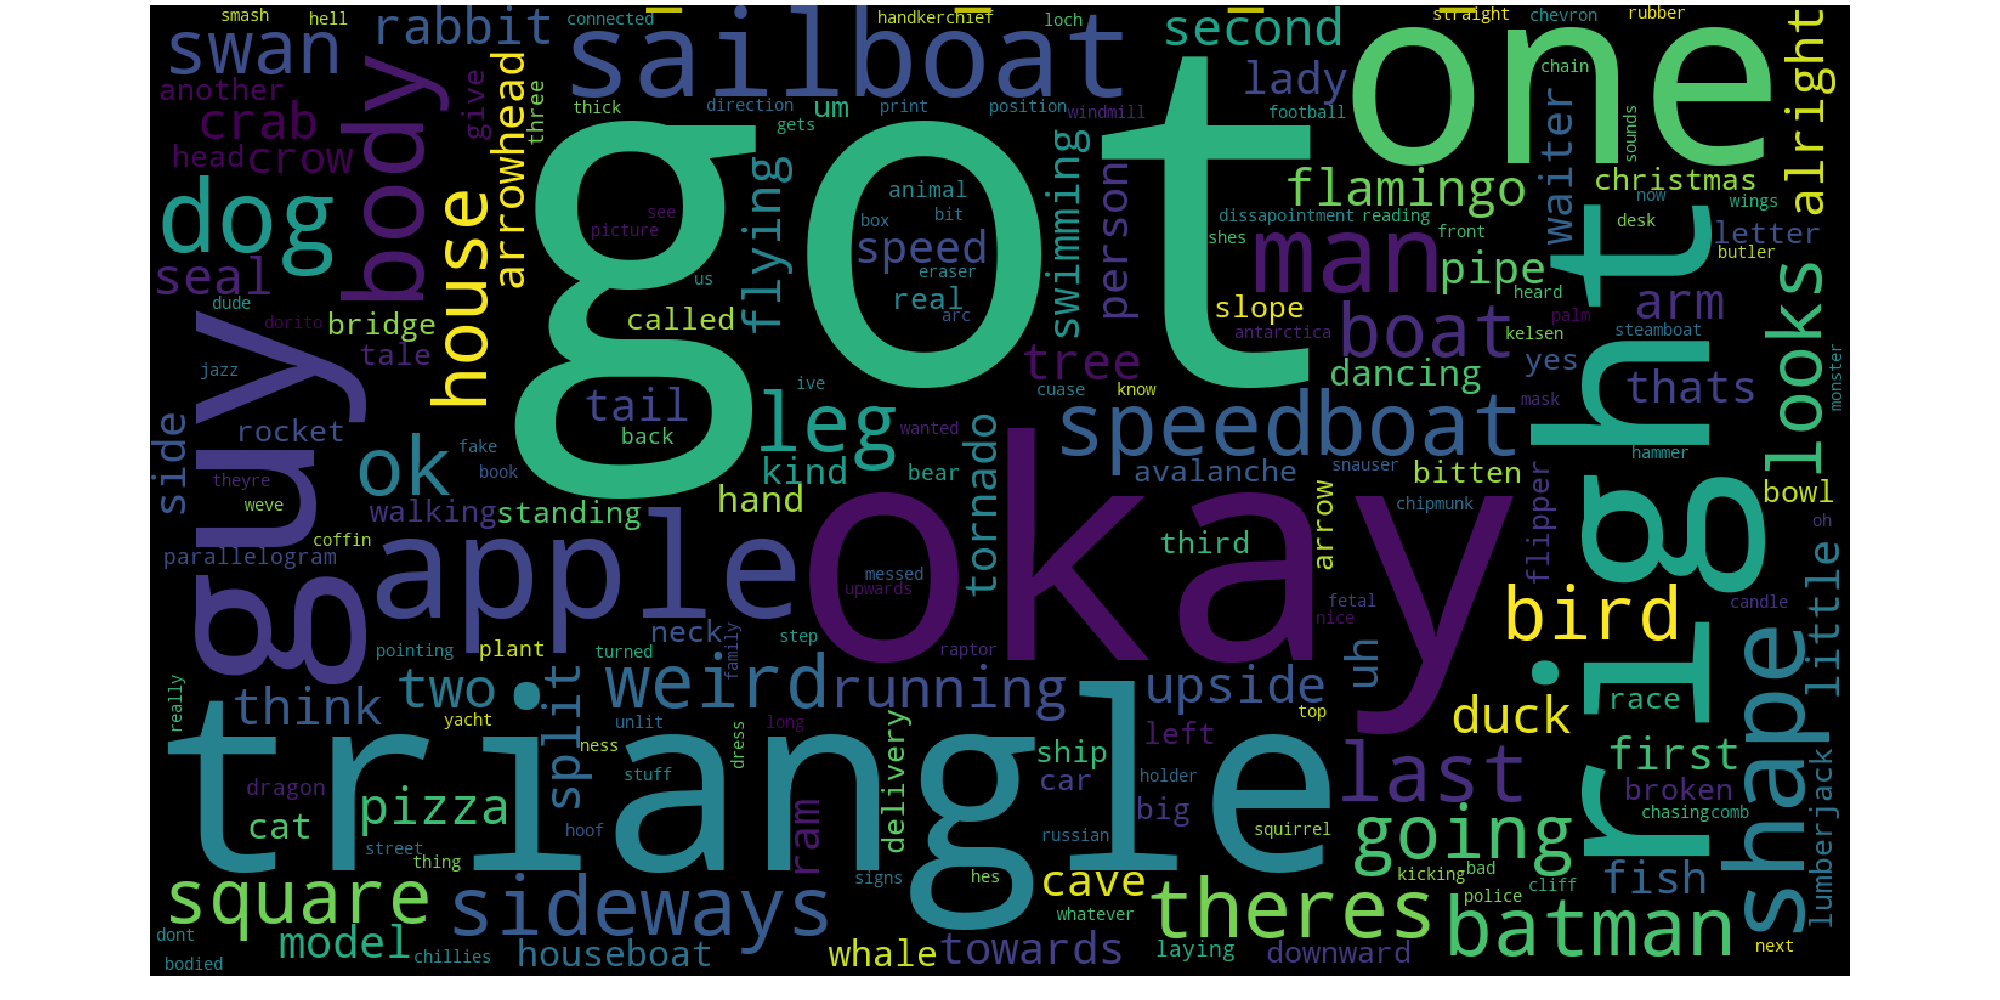 smash
hell
connected
handkerchief
loch
straight
chevron
rubber
swan
rabbit
sailboat
second
one
lady
chain
another
crab
head
crow
body
give
three
arrowhead
thick
direction
um
print
position
windmill
football
gets
sounds
waiter
alright
dog
seal
house
flying
got
animal
box
bit
see
picture
speed
eraser
real
arc
us
swimming
person
flamingo
christmas
now
wings
dissapointment
reading
desk
shes
front
man
pipe
letter
butler
heard
arm
slope
antarctica
kelsen
palm
steamboat
boat
dude
dorito
bridge
called
tale
jazz
guy
tree
yes
dancing
thats
looks
monster
tail
ive
cuase
know
mask
leg
back
wanted
speedboat
right
rocket
side
ok
fake
book
theyre
weve
kind
bear
tornado
avalanche
snauser
bitten
hammer
bowl
hand
walking
standing
coffin
parallelogram
apple
okay
third
arrow
chipmunk
flipper
oh
messed
upwards
fetal
nice
candle
bird
little
neck
family
step
pointing
plant
turned
raptor
uh
shape
think
two
split
weird
running
upside
race
duck
top
really
yacht
unlit
long
ness
dress
triangle
left
stuff
delivery
ship
car
holder
last
first
dragon
pizza
cat
hoof
ram
big
broken
lumberjack
chasing
comb
street
thing
russian
squirrel
going
kicking
bad
cliff
fish
signs
hes
cave
police
square
sideways
whatever
theres
batman
dont
model
chillies
bodied
houseboat
whale
towards
laying
downward
next